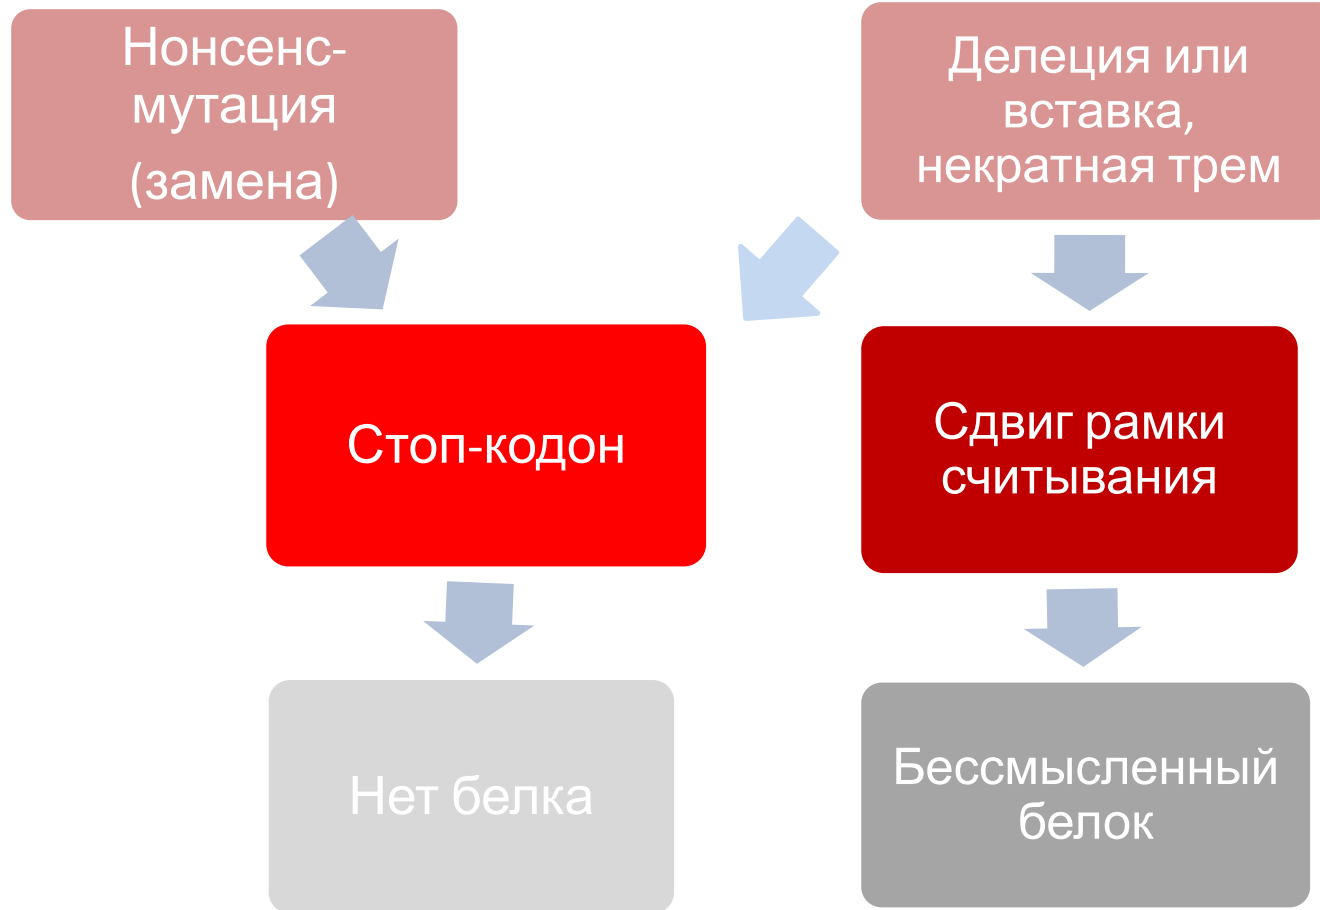 Нонсенс-
мутация
(замена)
Делеция или
вставка,
некратная трем
Стоп-кодон
Сдвиг рамки
считывания
Нет белка
Бессмысленный
белок